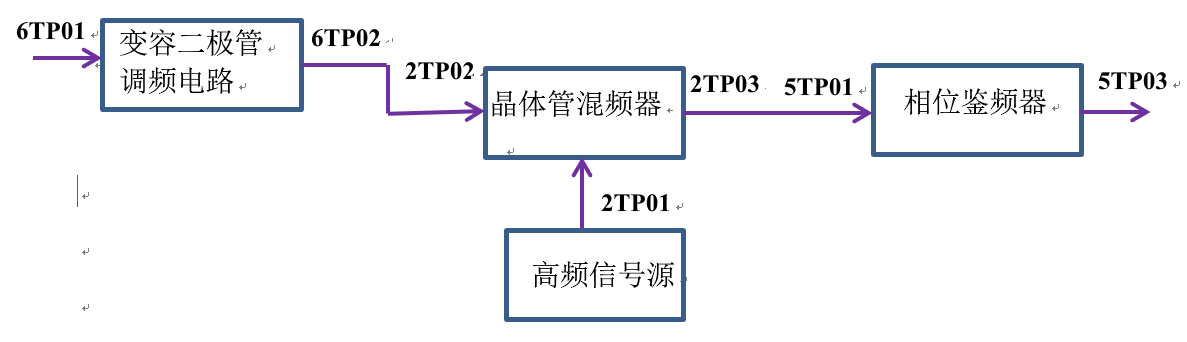 6TP01
变容二极管
调频电路
6TP02
2TP02
晶体管混频器
2TP03
5TP01
相位鉴频器
5TP03
2TP01
高频信号源